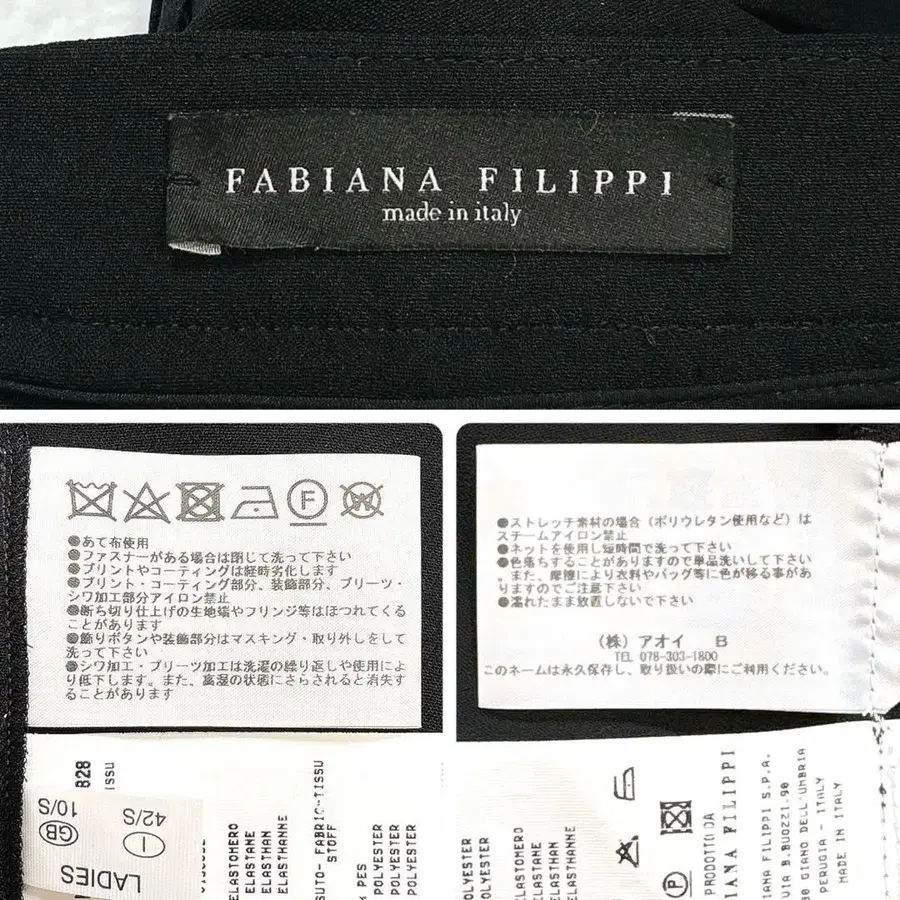 FABIANA FILIPPI
made in italy
F
W
●あて布使用
●ファスナーがある場合は閉じて洗って下さい
●プリントやコーティングは経時劣化します
●プリント・コーティング部分、装飾部分、プリーツ・
シワ加工部分アイロン禁止
●断ち切り仕上げの生地端やフリンジ等はほつれてくる
ことがあります
●飾りボタンや装飾部分はマスキング・取り外しをして
洗って下さい
●シワ加工・プリーツ加工は洗濯の繰り返しや使用によ
り低下します。また、高湿の状態にさらされると消失す
ることがあります
●ストレッチ素材の場合（ポリウレタン使用など）は
スチームアイロン禁止
●ネットを使用し短時間で洗って下さい
●色落ちすることがありますので単品洗いして下さい
。また、摩擦により衣料やバッグ等に色が移る事があ
りますのでご注意下さい
●濡れたまま放置しないで下さい
（株）アオイ B
TEL 078-303-1800
このネームは永久保存し、取り扱いの際にご利用ください。
828
ISSU
LADIES
GB
10/S
I
42/S
ELASTOMERO
ELASTANE
ELASTHAN
ELASTHANNE
SUTO-FABRIC-TISSU
STOFF
PES
POLYESTER
POLYESTER
POLYESTER
POLYESTER
POLYESTER
ELASTOMERO
ELASTANE
ELASTHAN
ELASTHANNE
P
PRODOTTO DA
IANA FILIPPI
IANA FILIPPI S.P.A.
VIA B.BUOZZI.90
30 GIANO DELL'UMBRIA
PERUGIA - ITALY
MADE IN ITALY